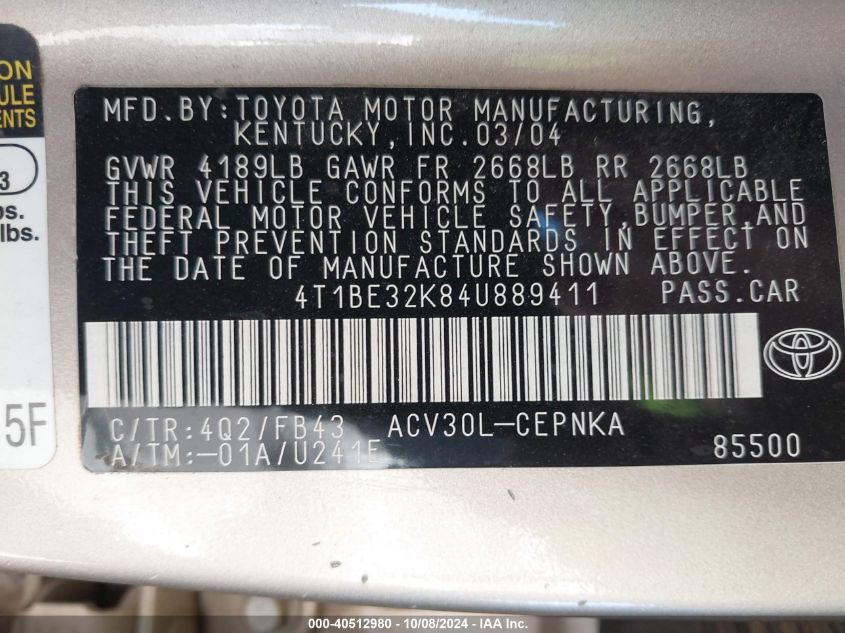 ON
ULE
ENTS
3
os.
lbs.
5F
MFD.BY:TOYOTA MOTOR MANUFACTURING,
KENTUCKY,INC.03/04
GVWR 4189LB GAWR FR 2668LB RR 2668LB
THIS VEHICLE CONFORMS TO ALL APPLICABLE
FEDERAL MOTOR VEHICLE SAFETY,BUMPER,AND
THEFT PREVENTION STANDARDS IN EFFECT ON
THE DATE OF MANUFACTURE SHOWN ABOVE.
4T1BE32K84U889411 PASS.CAR
C/TR:4Q2/FB43 ACV30L-CEPNKA
A/TM:-01A/U241E 85500
000-40512980 - 10/08/2024 - IAA Inc.